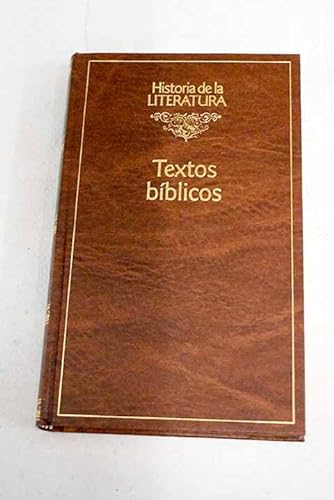 Historia de la
LITERATURA
Textos
bíblicos